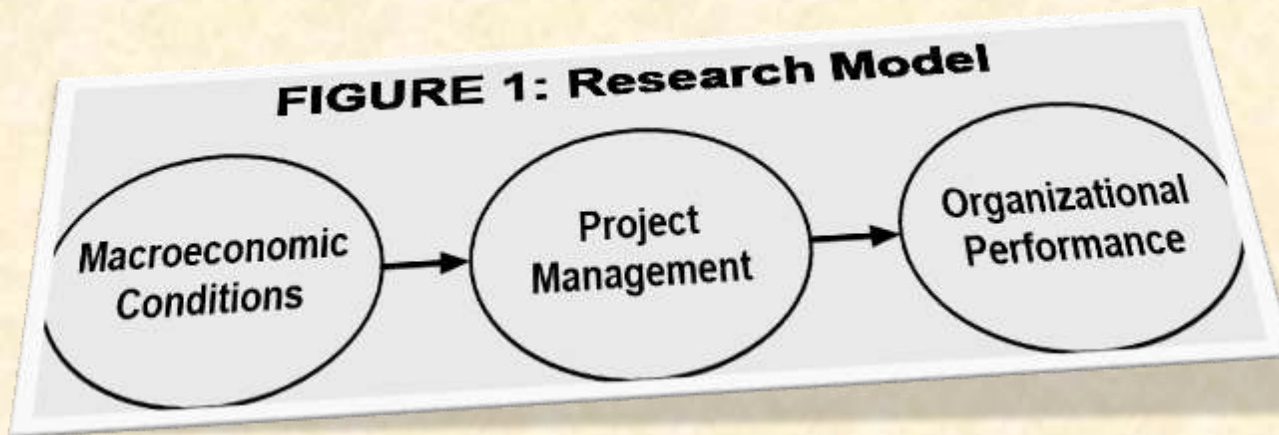 FIGURE 1: Research Model
Macroeconomic
Conditions
Project
Management
Organizational
Performance